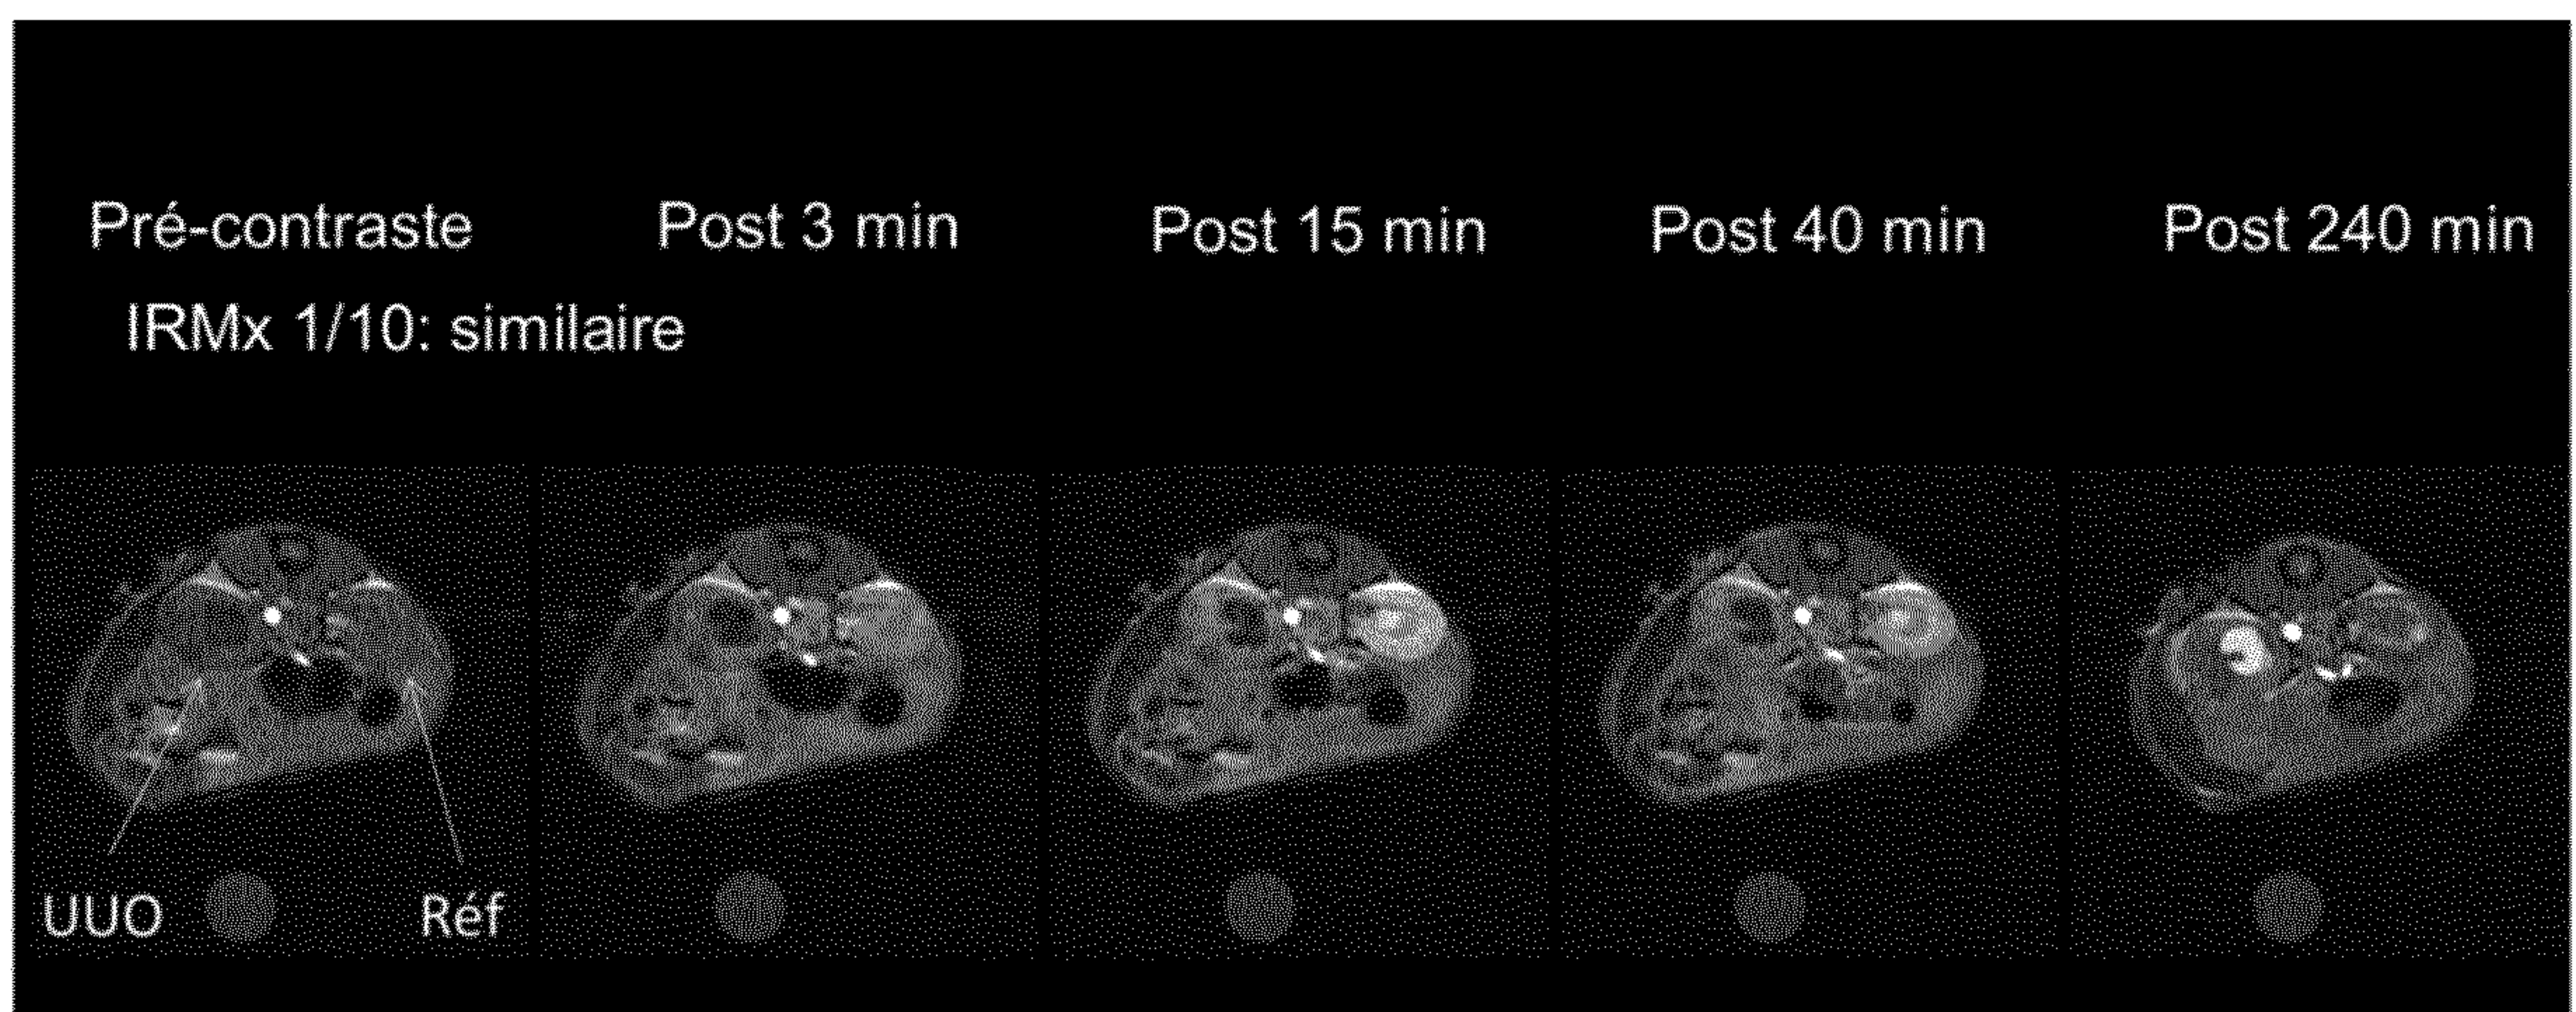 Pré-contraste Post 3 min Post 15 min Post 40 min Post 240 min
IRMx 1/10: similaire
UUO Réf